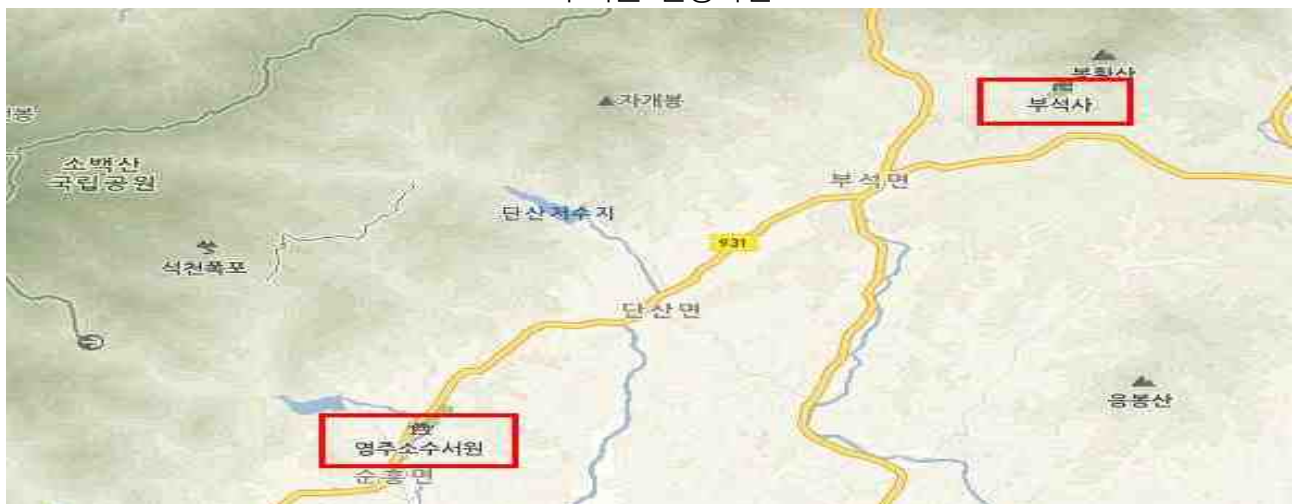 자개봉
부석사
소백산
국립공원
부석면
단산저수지
931
석천폭포
단산면
응봉산
영주소수서원
순흥면